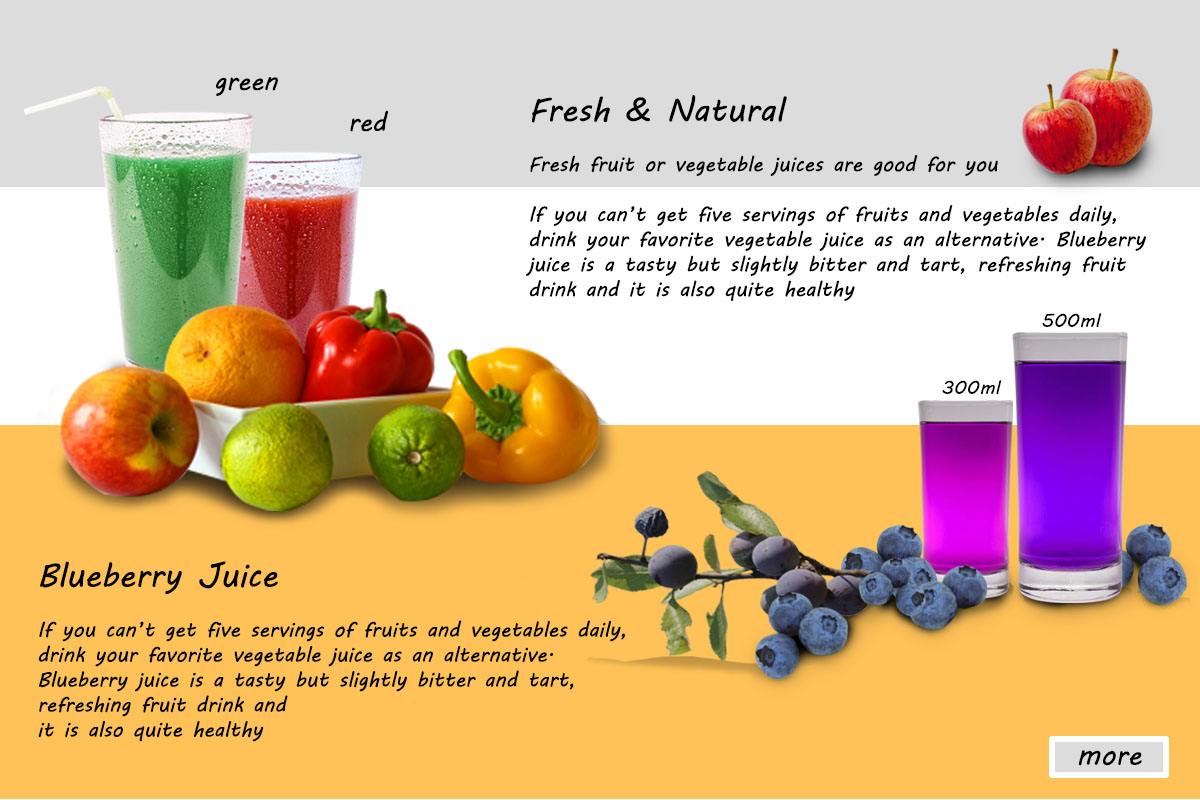 green
red
Fresh & Natural
Fresh fruit or vegetable juices are good for you
If you can't get five servings of fruits and vegetables daily,
drink your favorite vegetable juice as an alternative. Blueberry
juice is a tasty but slightly bitter and tart, refreshing fruit
drink and it is also quite healthy
500ml
300ml
Blueberry Juice
If you can't get five servings of fruits and vegetables daily,
drink your favorite vegetable juice as an alternative.
Blueberry juice is a tasty but slightly bitter and tart,
refreshing fruit drink and
it is also quite healthy
more